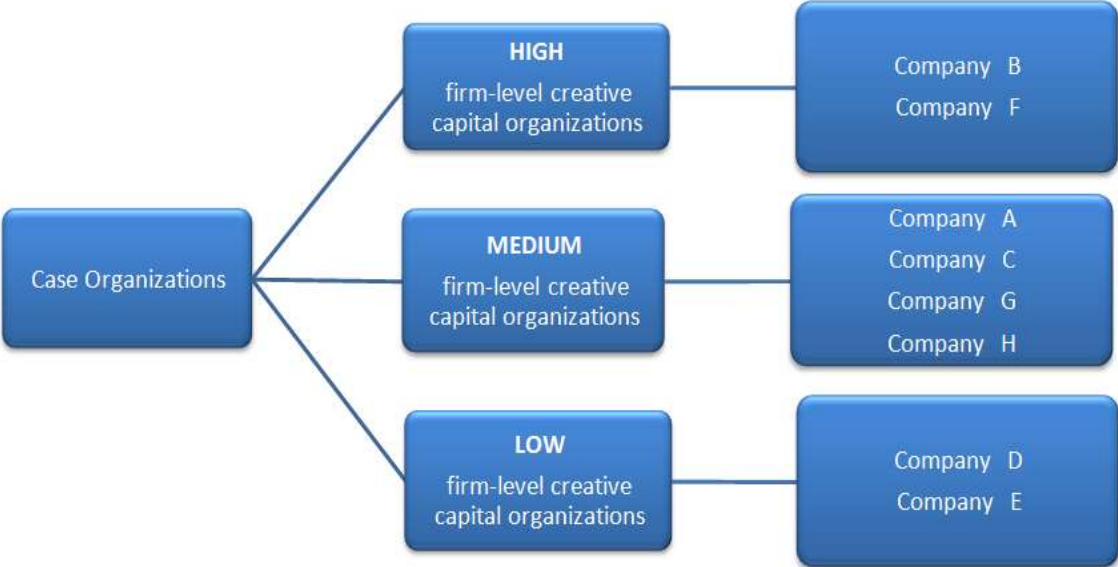 Case Organizations
HIGH
firm-level creative
capital organizations
Company B
Company F
MEDIUM
firm-level creative
capital organizations
Company A
Company C
Company G
Company H
LOW
firm-level creative
capital organizations
Company D
Company E